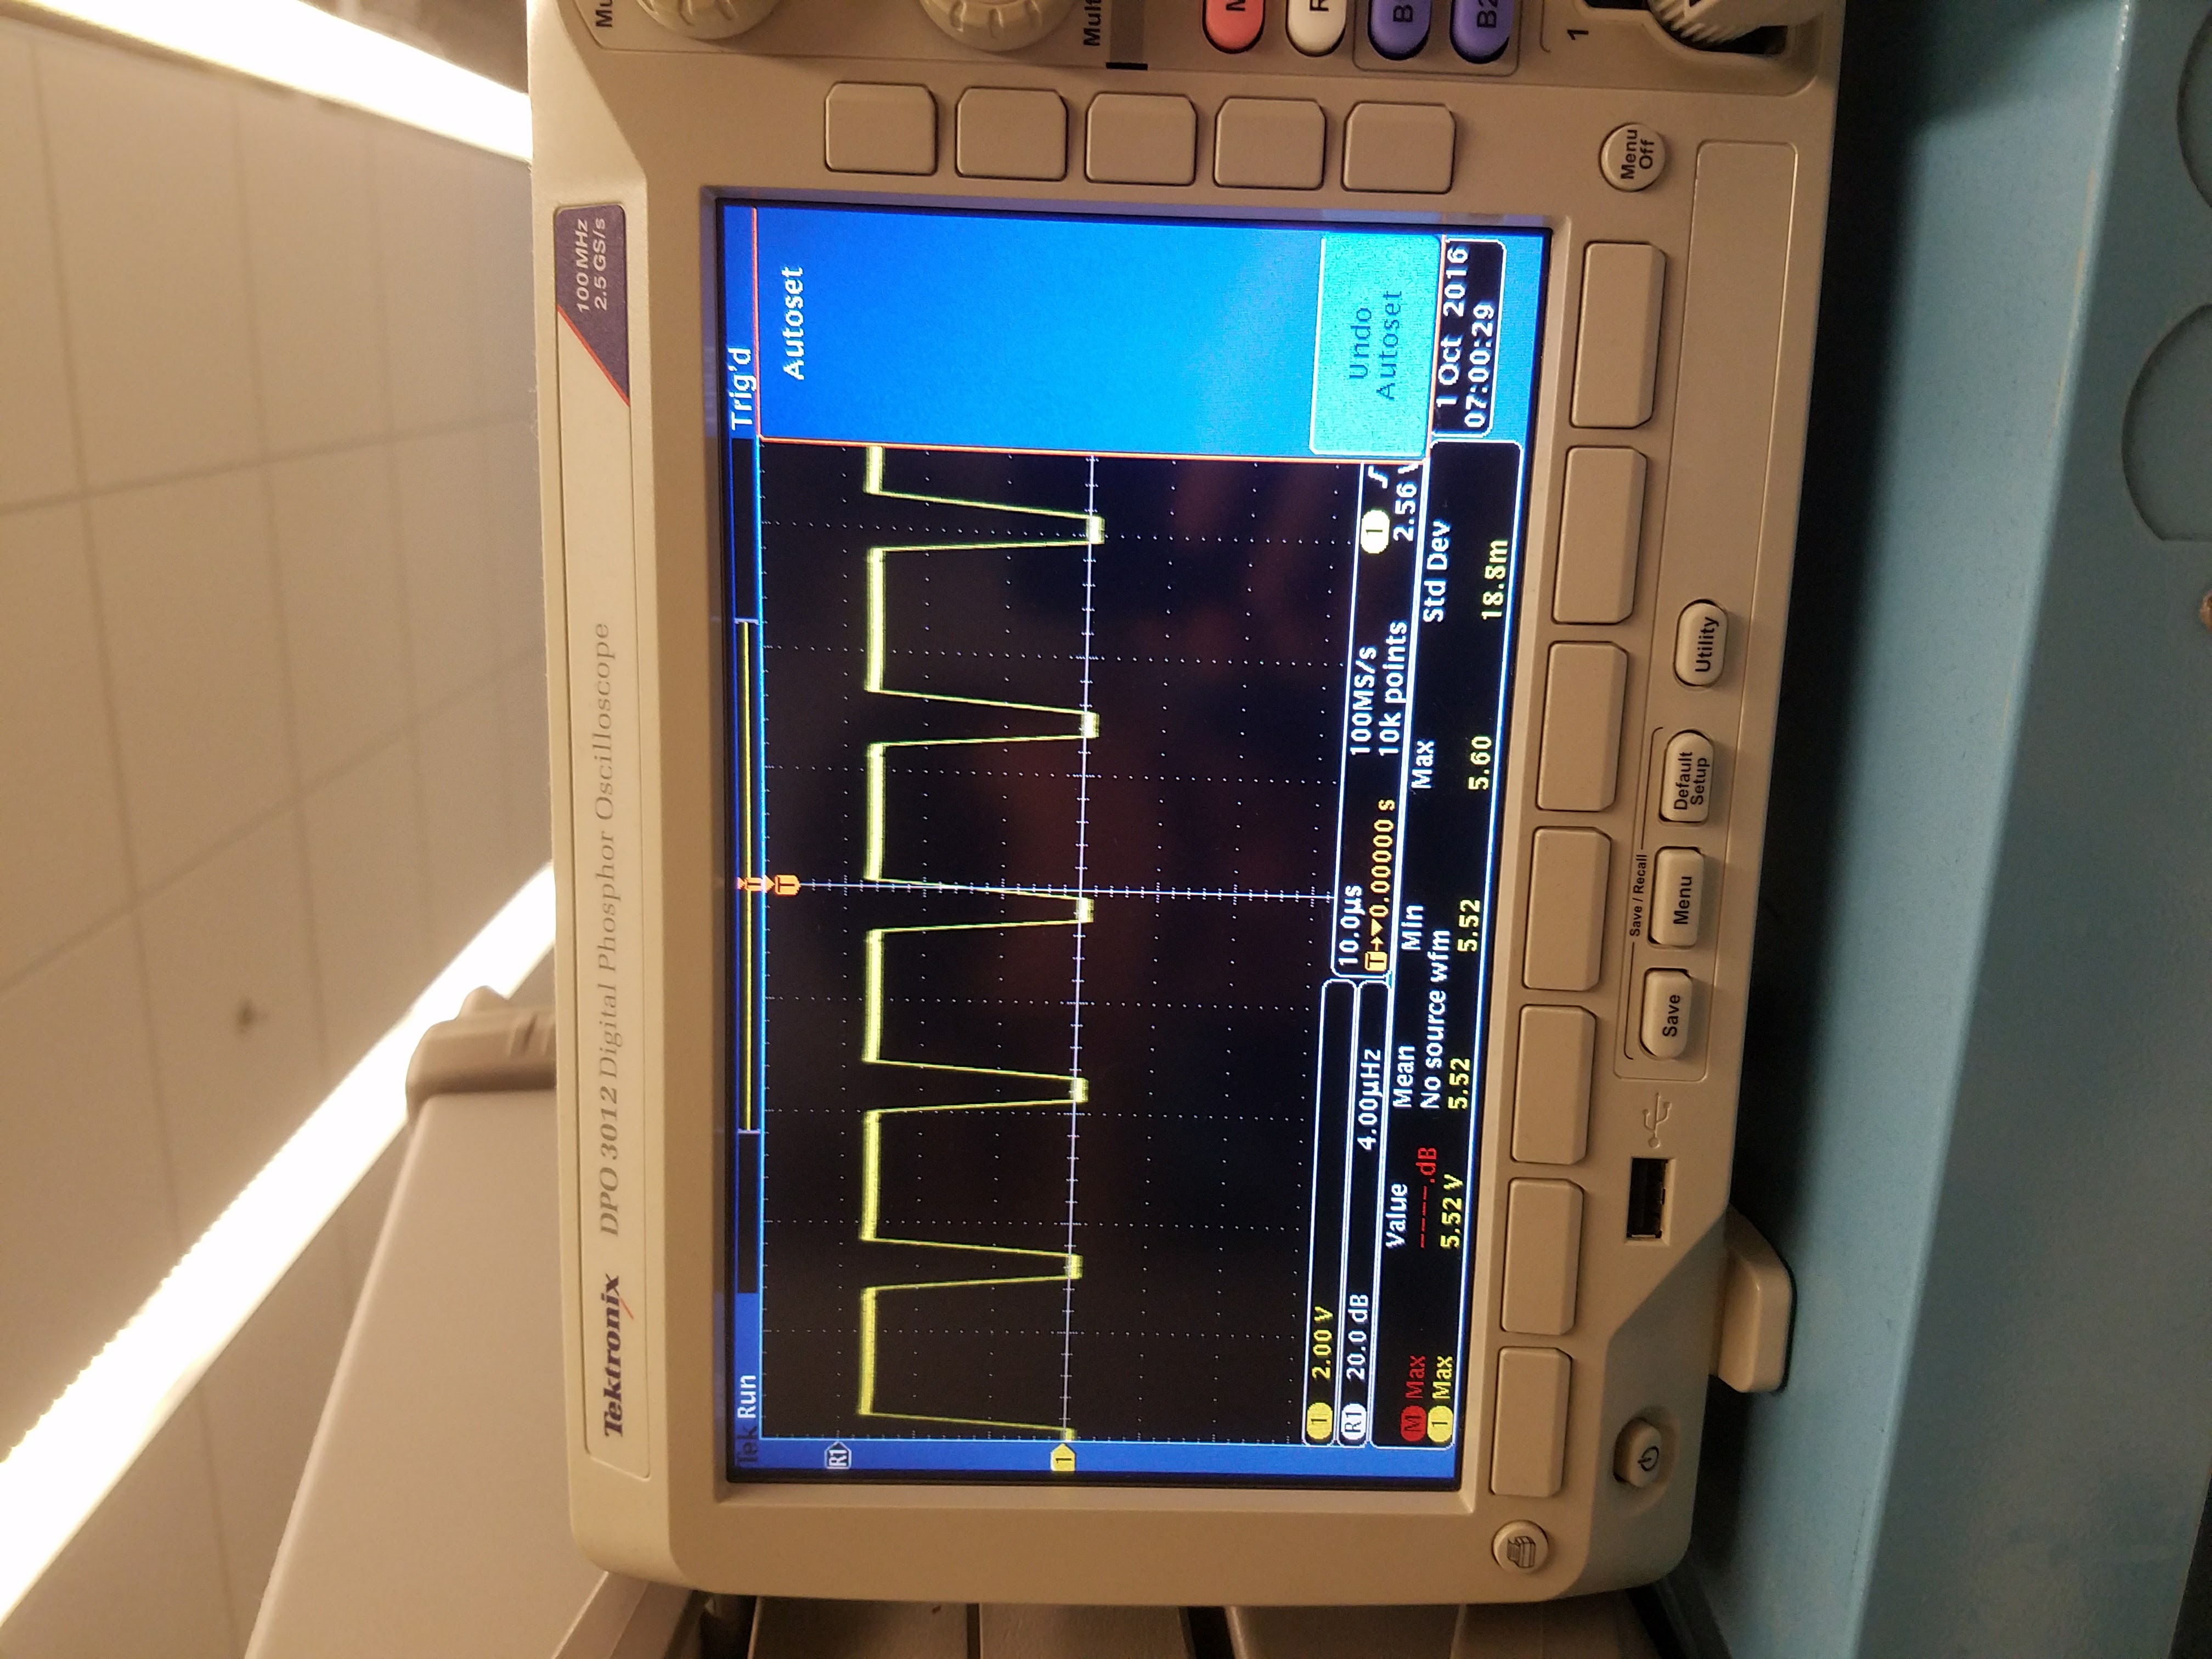 Tektronix DPO 3012 Digital Phosphor Oscilloscope
100 MHz
2.5 GS/s
Tek Run
Trig'd
T
T
Autoset
R1
1
1 2.00 V
R1 20.0 dB 4.00µHz
10.0µs 100MS/s 1
T→▼0.00000 s 10k points 2.56
Undo
Autoset
Value Mean Min Max Std Dev
M Max ----.dB No source wfm
1 Max 5.52 V 5.52 5.52 5.60 18.8m
1 Oct 2016
07:00:29
Save / Recall
Save
Menu
Default
Setup
Utility
Menu
Off
M
R
B
B2
1